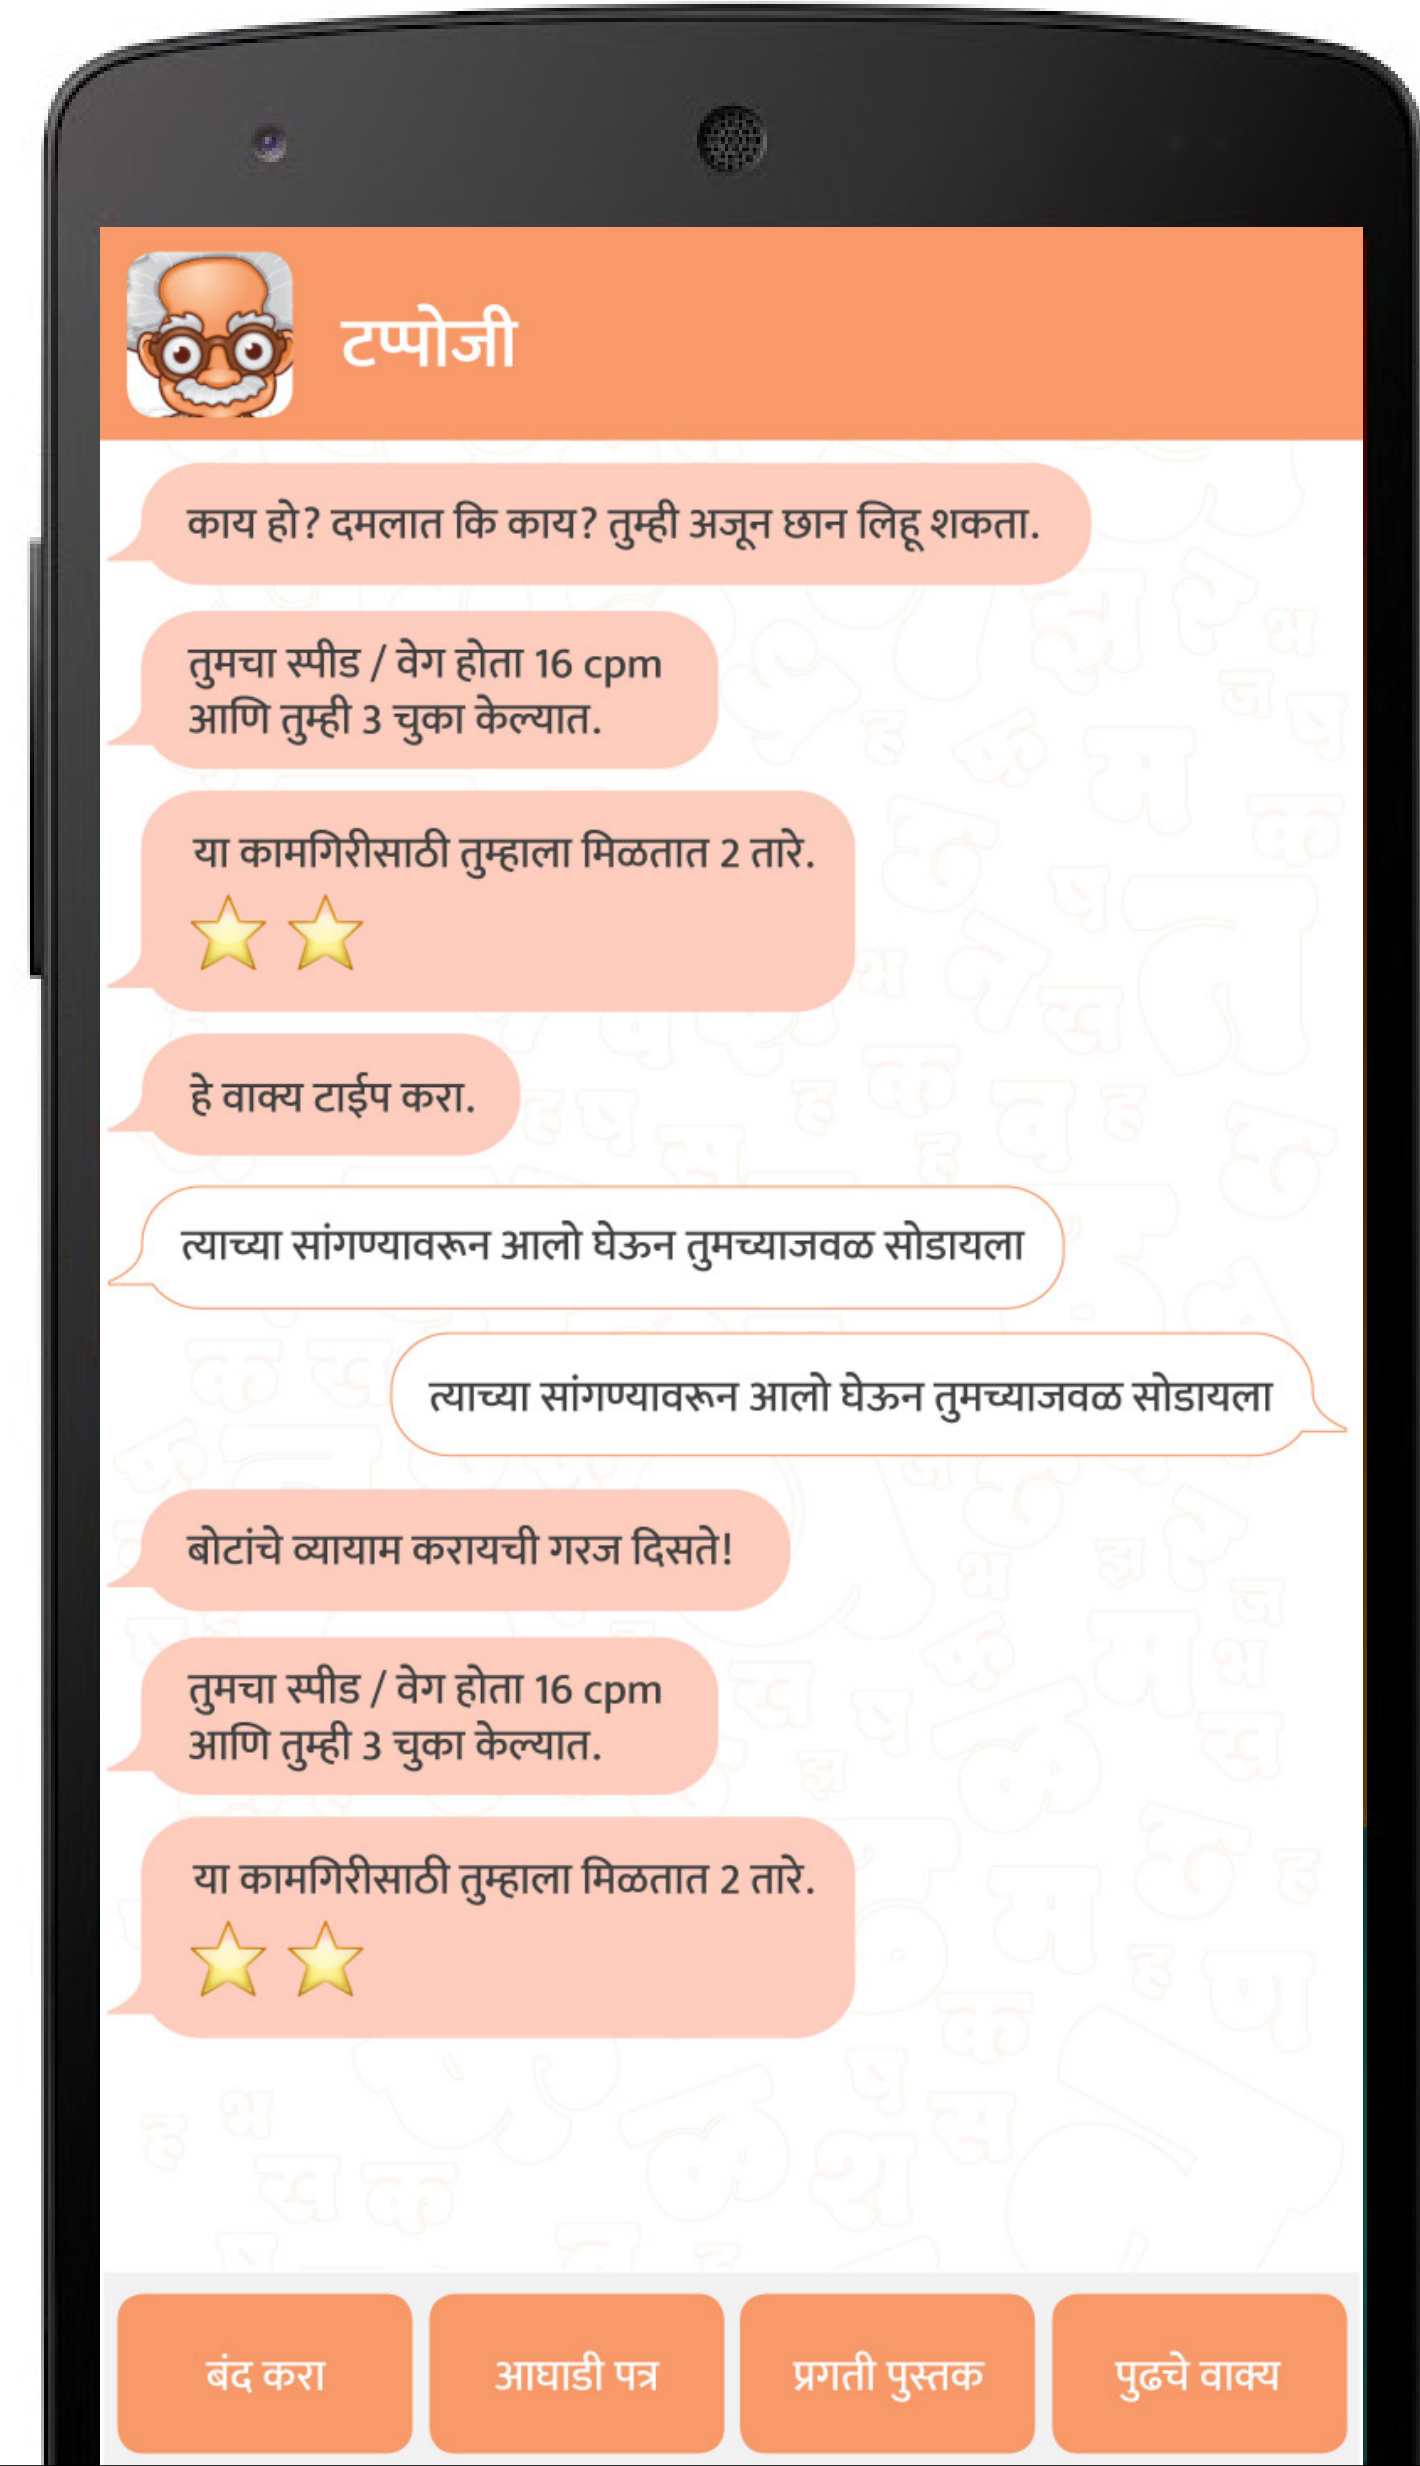 टप्पोजी
काय हो? दमलात कि काय? तुम्ही अजून छान लिहू शकता.
तुमचा स्पीड / वेग होता 16 cpm
आणि तुम्ही 3 चुका केल्यात.
या कामगिरीसाठी तुम्हाला मिळतात 2 तारे.
हे वाक्य टाईप करा.
त्याच्या सांगण्यावरून आलो घेऊन तुमच्याजवळ सोडायला
त्याच्या सांगण्यावरून आलो घेऊन तुमच्याजवळ सोडायला
बोटांचे व्यायाम करायची गरज दिसते!
तुमचा स्पीड / वेग होता 16 cpm
आणि तुम्ही 3 चुका केल्यात.
या कामगिरीसाठी तुम्हाला मिळतात 2 तारे.
बंद करा
आघाडी पत्र
प्रगती पुस्तक
पुढचे वाक्य